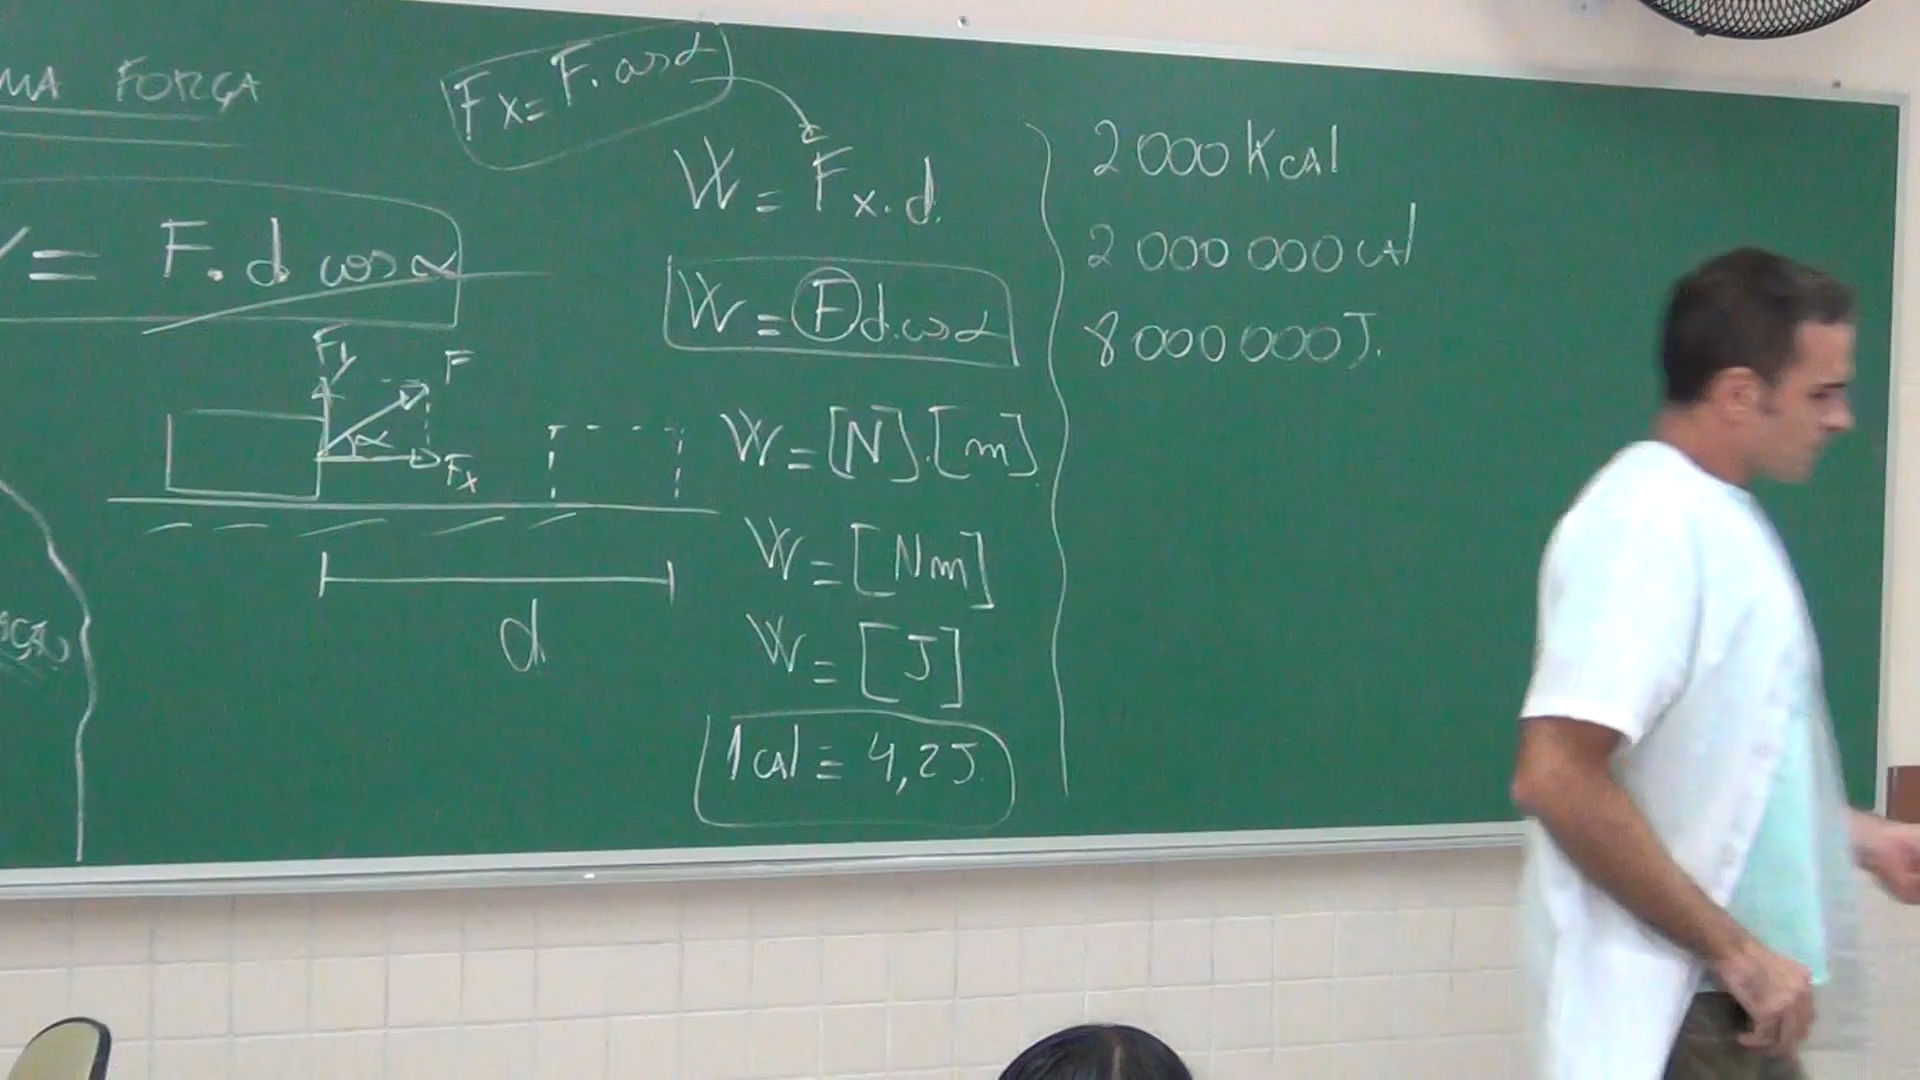 MA FORÇA
= F. d cos α
Fy
F
α
Fx
d
Fx = F. cos α
W = Fx . d
W = F d. cos α
W = [N] . [m]
W = [Nm]
W = [J]
1 cal = 4,2J
2 000 Kcal
2 000 000 cal
8 000 000 J.